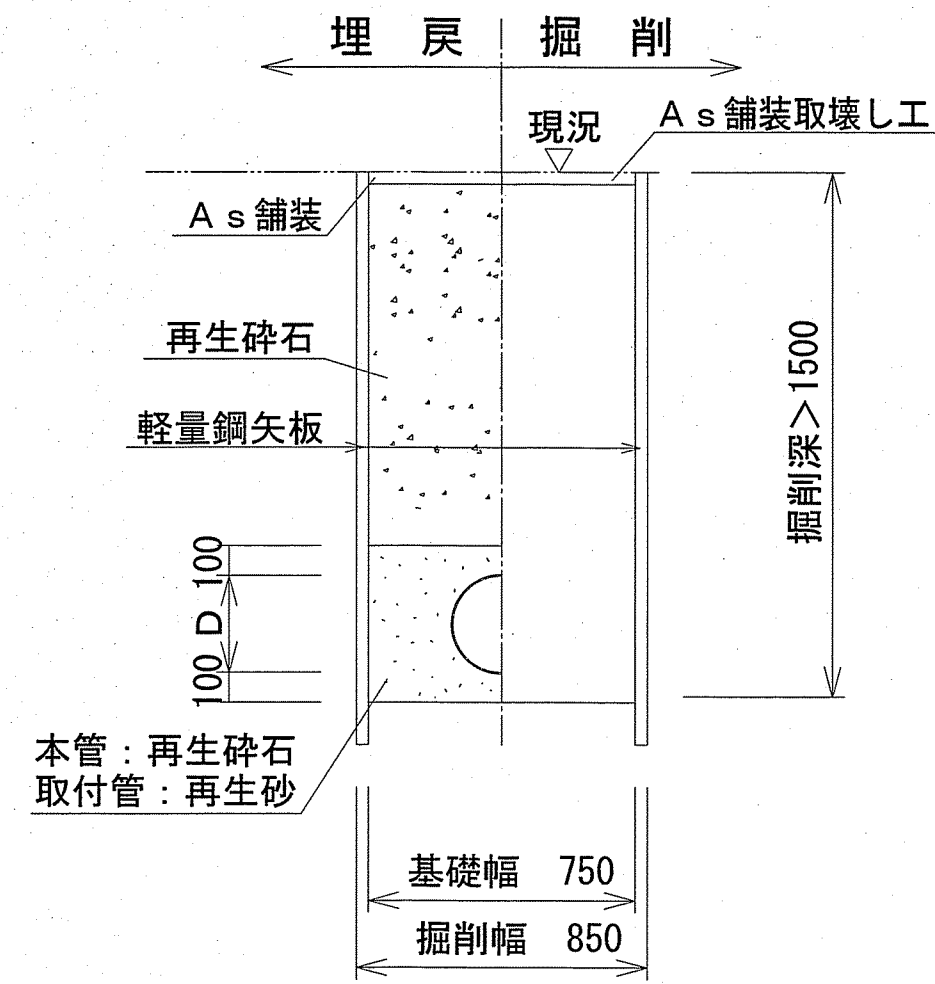 埋戻 掘削
現況
As舗装取壊し工
As舗装
再生砕石
軽量鋼矢板
掘削深>1500
100
D
100
本管：再生砕石
取付管：再生砂
基礎幅 750
掘削幅 850